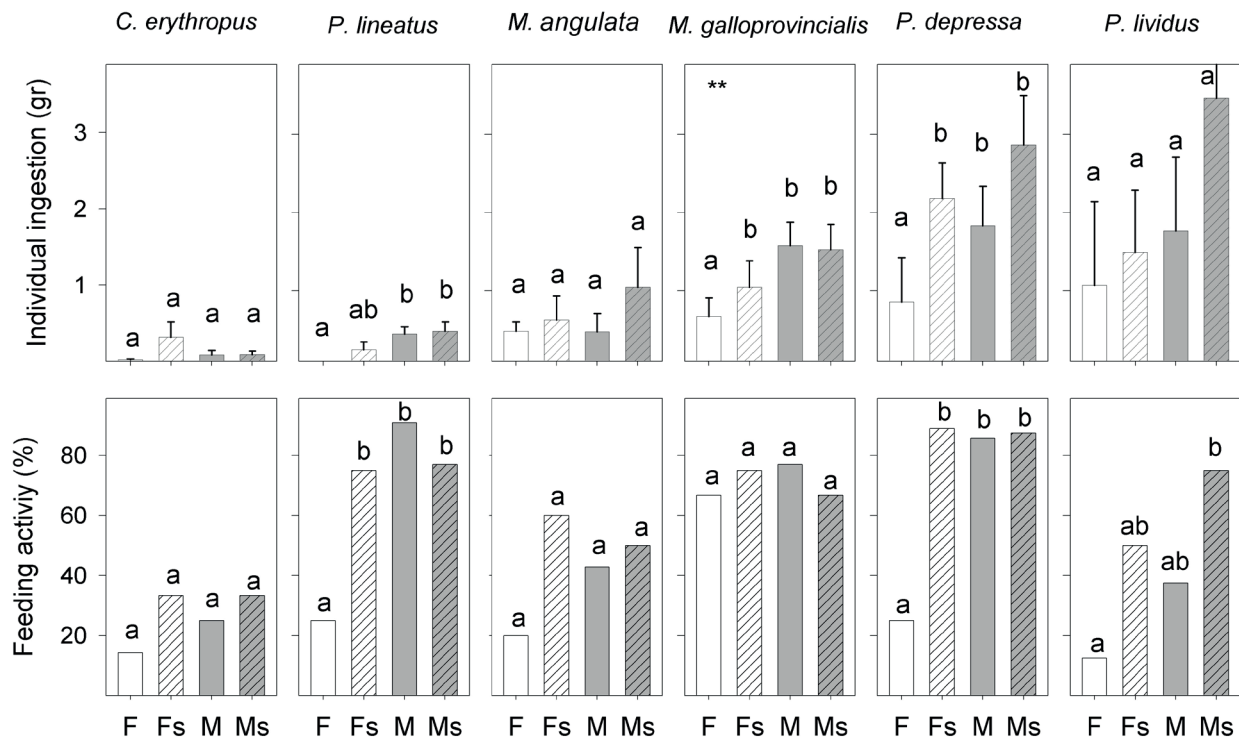 C. erythropus P. lineatus M. angulata M. galloprovincialis P. depressa P. lividus
Individual ingestion (gr)
3
2
1
a a a a
a ab b b
a a a a
**
a b b b
a b b b
a a a a
Feeding activiy (%)
80
60
40
20
a a a a
a b b b
a a a a
a a a a
a b b b
a ab ab b
F Fs M Ms F Fs M Ms F Fs M Ms F Fs M Ms F Fs M Ms F Fs M Ms